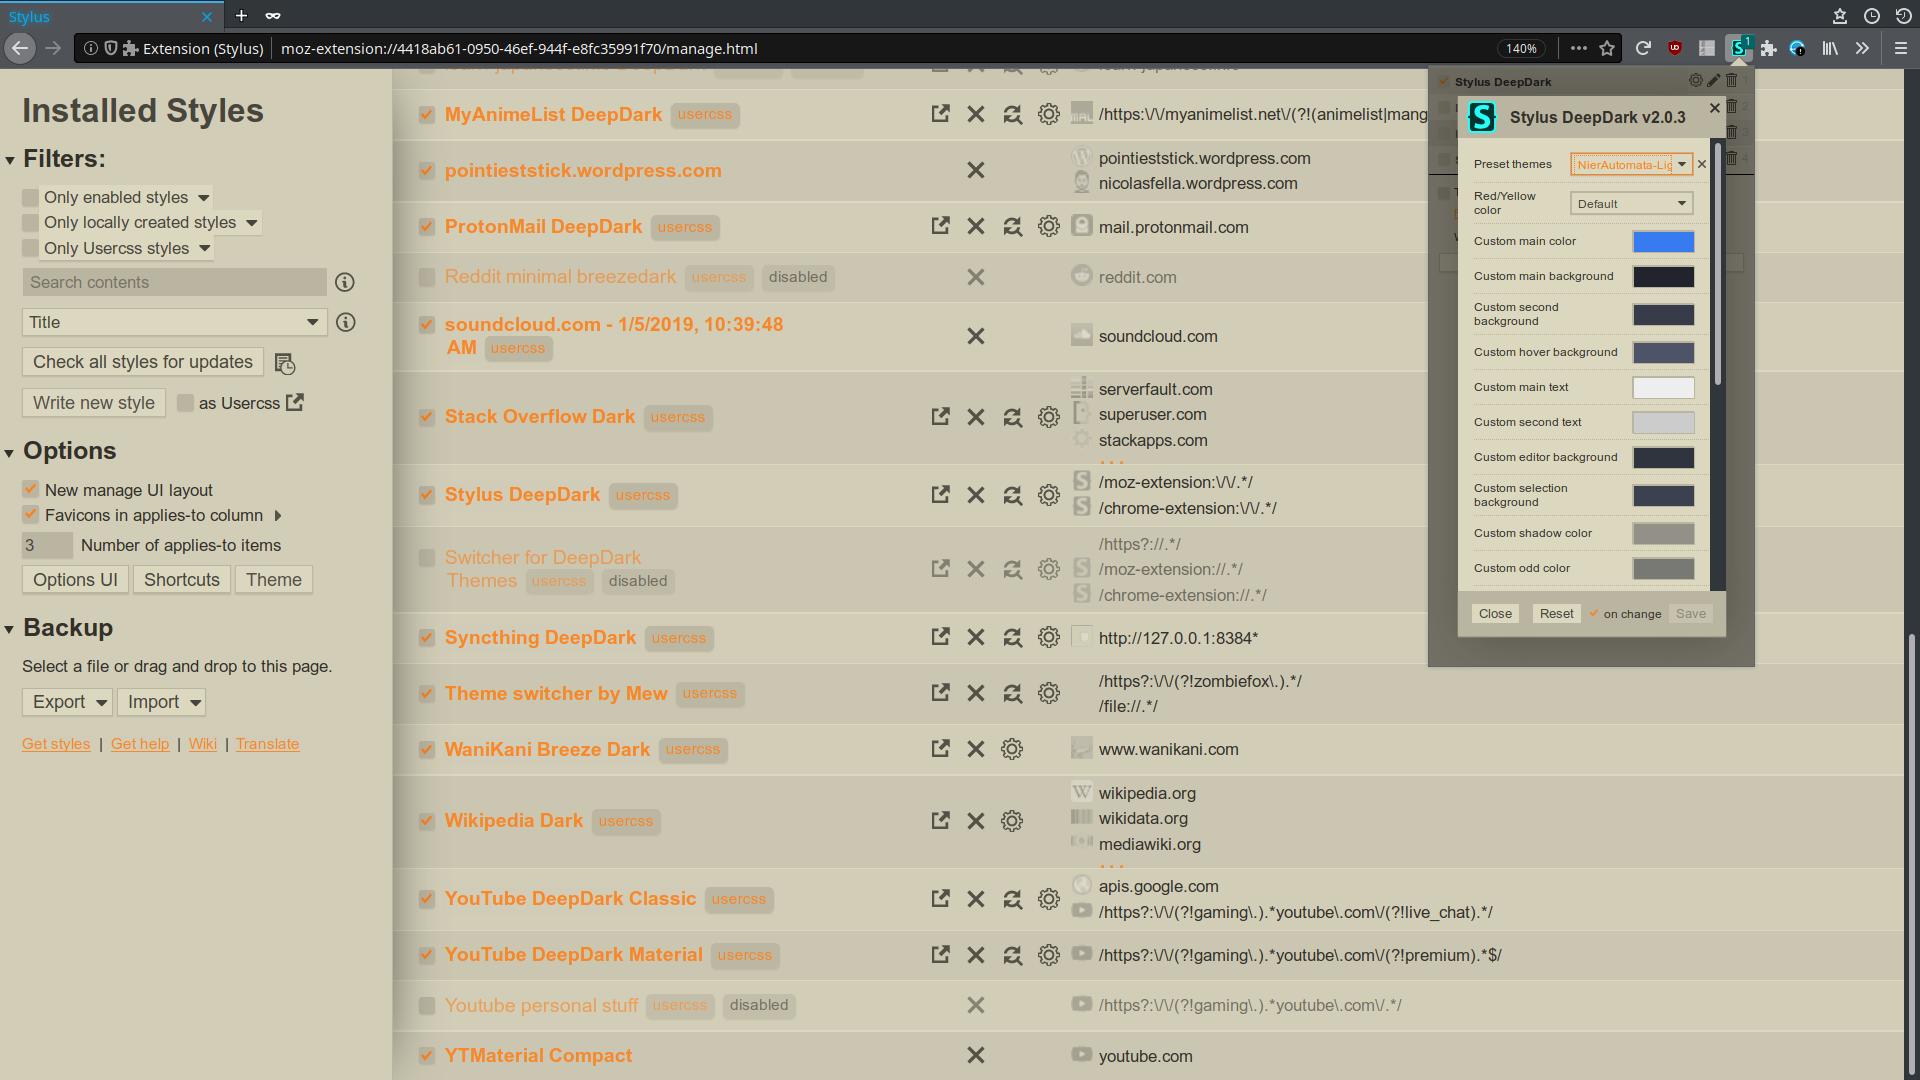 Stylus
Extension (Stylus)
moz-extension://4418ab61-0950-46ef-944f-e8fc35991f70/manage.html
140%
1
Installed Styles
Filters:
Only enabled styles
Only locally created styles
Only Usercss styles
Search contents
Title
Check all styles for updates
Write new style
as Usercss
Options
New manage UI layout
Favicons in applies-to column
3
Number of applies-to items
Options UI
Shortcuts
Theme
Backup
Select a file or drag and drop to this page.
Export
Import
Get styles | Get help | Wiki | Translate
MyAnimeList DeepDark usercss
/https:\/\/myanimelist.net\/(?!(animelist|mang
pointieststick.wordpress.com
pointieststick.wordpress.com
nicolasfella.wordpress.com
ProtonMail DeepDark usercss
mail.protonmail.com
Reddit minimal breezedark usercss disabled
reddit.com
soundcloud.com - 1/5/2019, 10:39:48
AM usercss
soundcloud.com
Stack Overflow Dark usercss
serverfault.com
superuser.com
stackapps.com
...
Stylus DeepDark usercss
/moz-extension:\/\/.*/
/chrome-extension:\/\/.*/
Switcher for DeepDark
Themes usercss disabled
/https?://.*/
/moz-extension://.*/
/chrome-extension://.*/
Syncthing DeepDark usercss
http://127.0.0.1:8384*
Theme switcher by Mew usercss
/https?:\/\/(?!zombiefox\.).*/
/file://.*/
WaniKani Breeze Dark usercss
www.wanikani.com
Wikipedia Dark usercss
wikipedia.org
wikidata.org
mediawiki.org
...
YouTube DeepDark Classic usercss
apis.google.com
/https?:\/\/(?!gaming\.).*youtube\.com\/(?!live_chat).*/
YouTube DeepDark Material usercss
/https?:\/\/(?!gaming\.).*youtube\.com\/(?!premium).*$/
Youtube personal stuff usercss disabled
/https?:\/\/(?!gaming\.).*youtube\.com\/.*/
YTMaterial Compact
youtube.com
Stylus DeepDark
Stylus DeepDark v2.0.3
Preset themes
NierAutomata-Lig
Red/Yellow
color
Default
Custom main color
Custom main background
Custom second
background
Custom hover background
Custom main text
Custom second text
Custom editor background
Custom selection
background
Custom shadow color
Custom odd color
Close
Reset
on change
Save